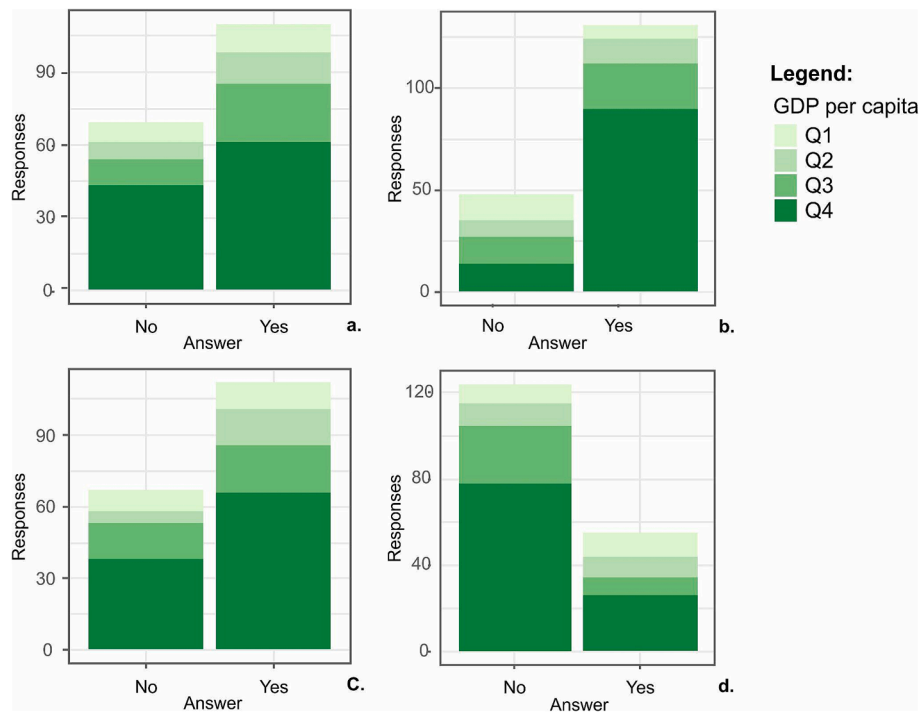 90
60
30
0
Responses
No Yes
Answer
a.
100
50
0
Responses
No Yes
Answer
b.
Legend:
GDP per capita
Q1
Q2
Q3
Q4
90
60
30
0
Responses
No Yes
Answer
C.
120
80
40
0
Responses
No Yes
Answer
d.